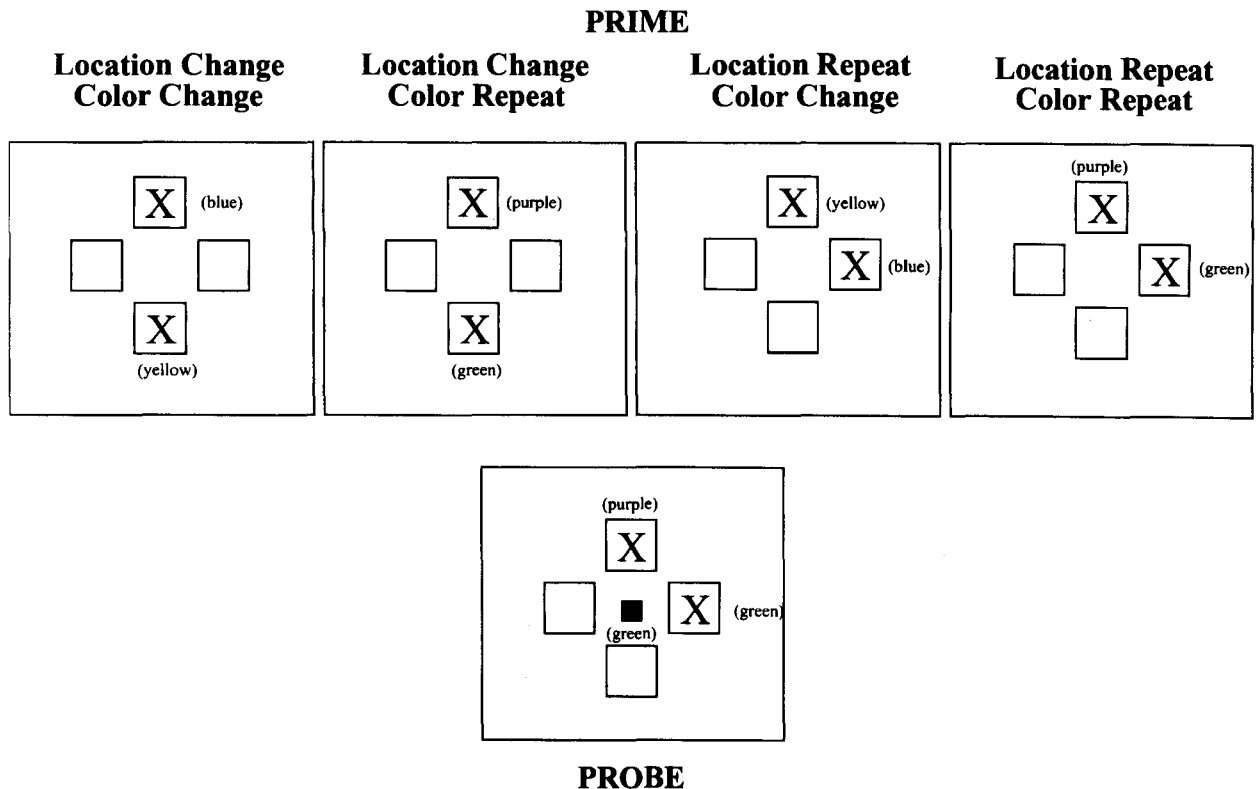 PRIME
Location Change
Color Change
Location Change
Color Repeat
Location Repeat
Color Change
Location Repeat
Color Repeat
X (blue)
X
(yellow)
X (purple)
X
(green)
X (yellow)
X (blue)
(purple)
X
X (green)
(purple)
X
X (green)
(green)
PROBE